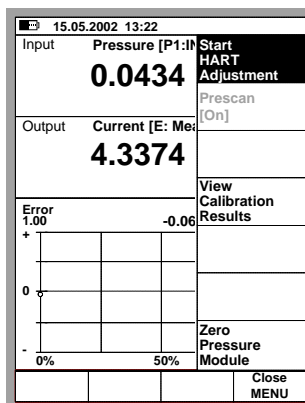 15.05.2002 13:22
Input
Pressure [P1:IN
0.0434
Output
Current [E: Mea
4.3374
Error
1.00
-0.06
+
0
-
0%
50%
Start
HART
Adjustment
Prescan
[On]
View
Calibration
Results
Zero
Pressure
Module
Close
MENU